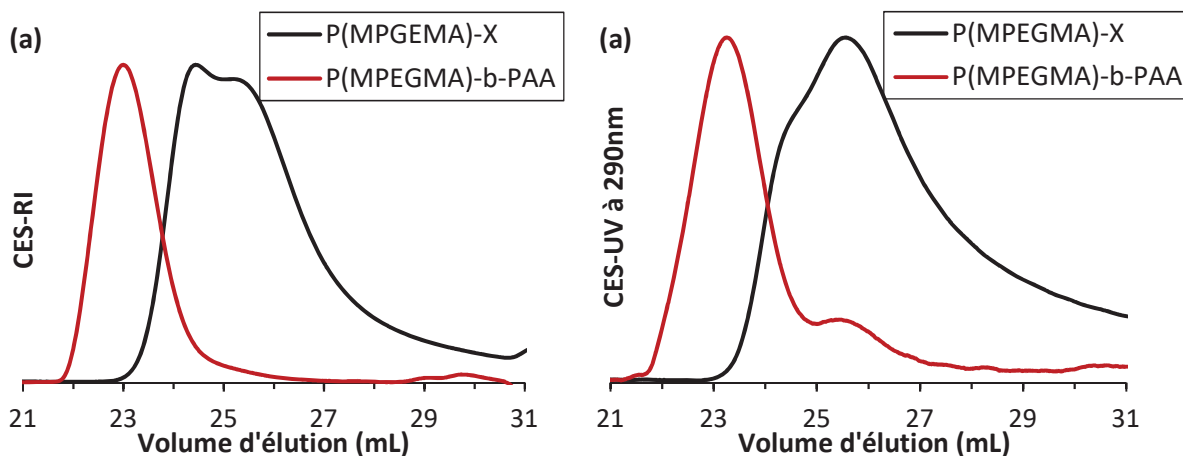 (a)
P(MPGEMA)-X
P(MPEGMA)-b-PAA
CES-RI
21 23 25 27 29 31
Volume d'élution (mL)
(a)
P(MPEGMA)-X
P(MPEGMA)-b-PAA
CES-UV à 290nm
21 23 25 27 29 31
Volume d'élution (mL)